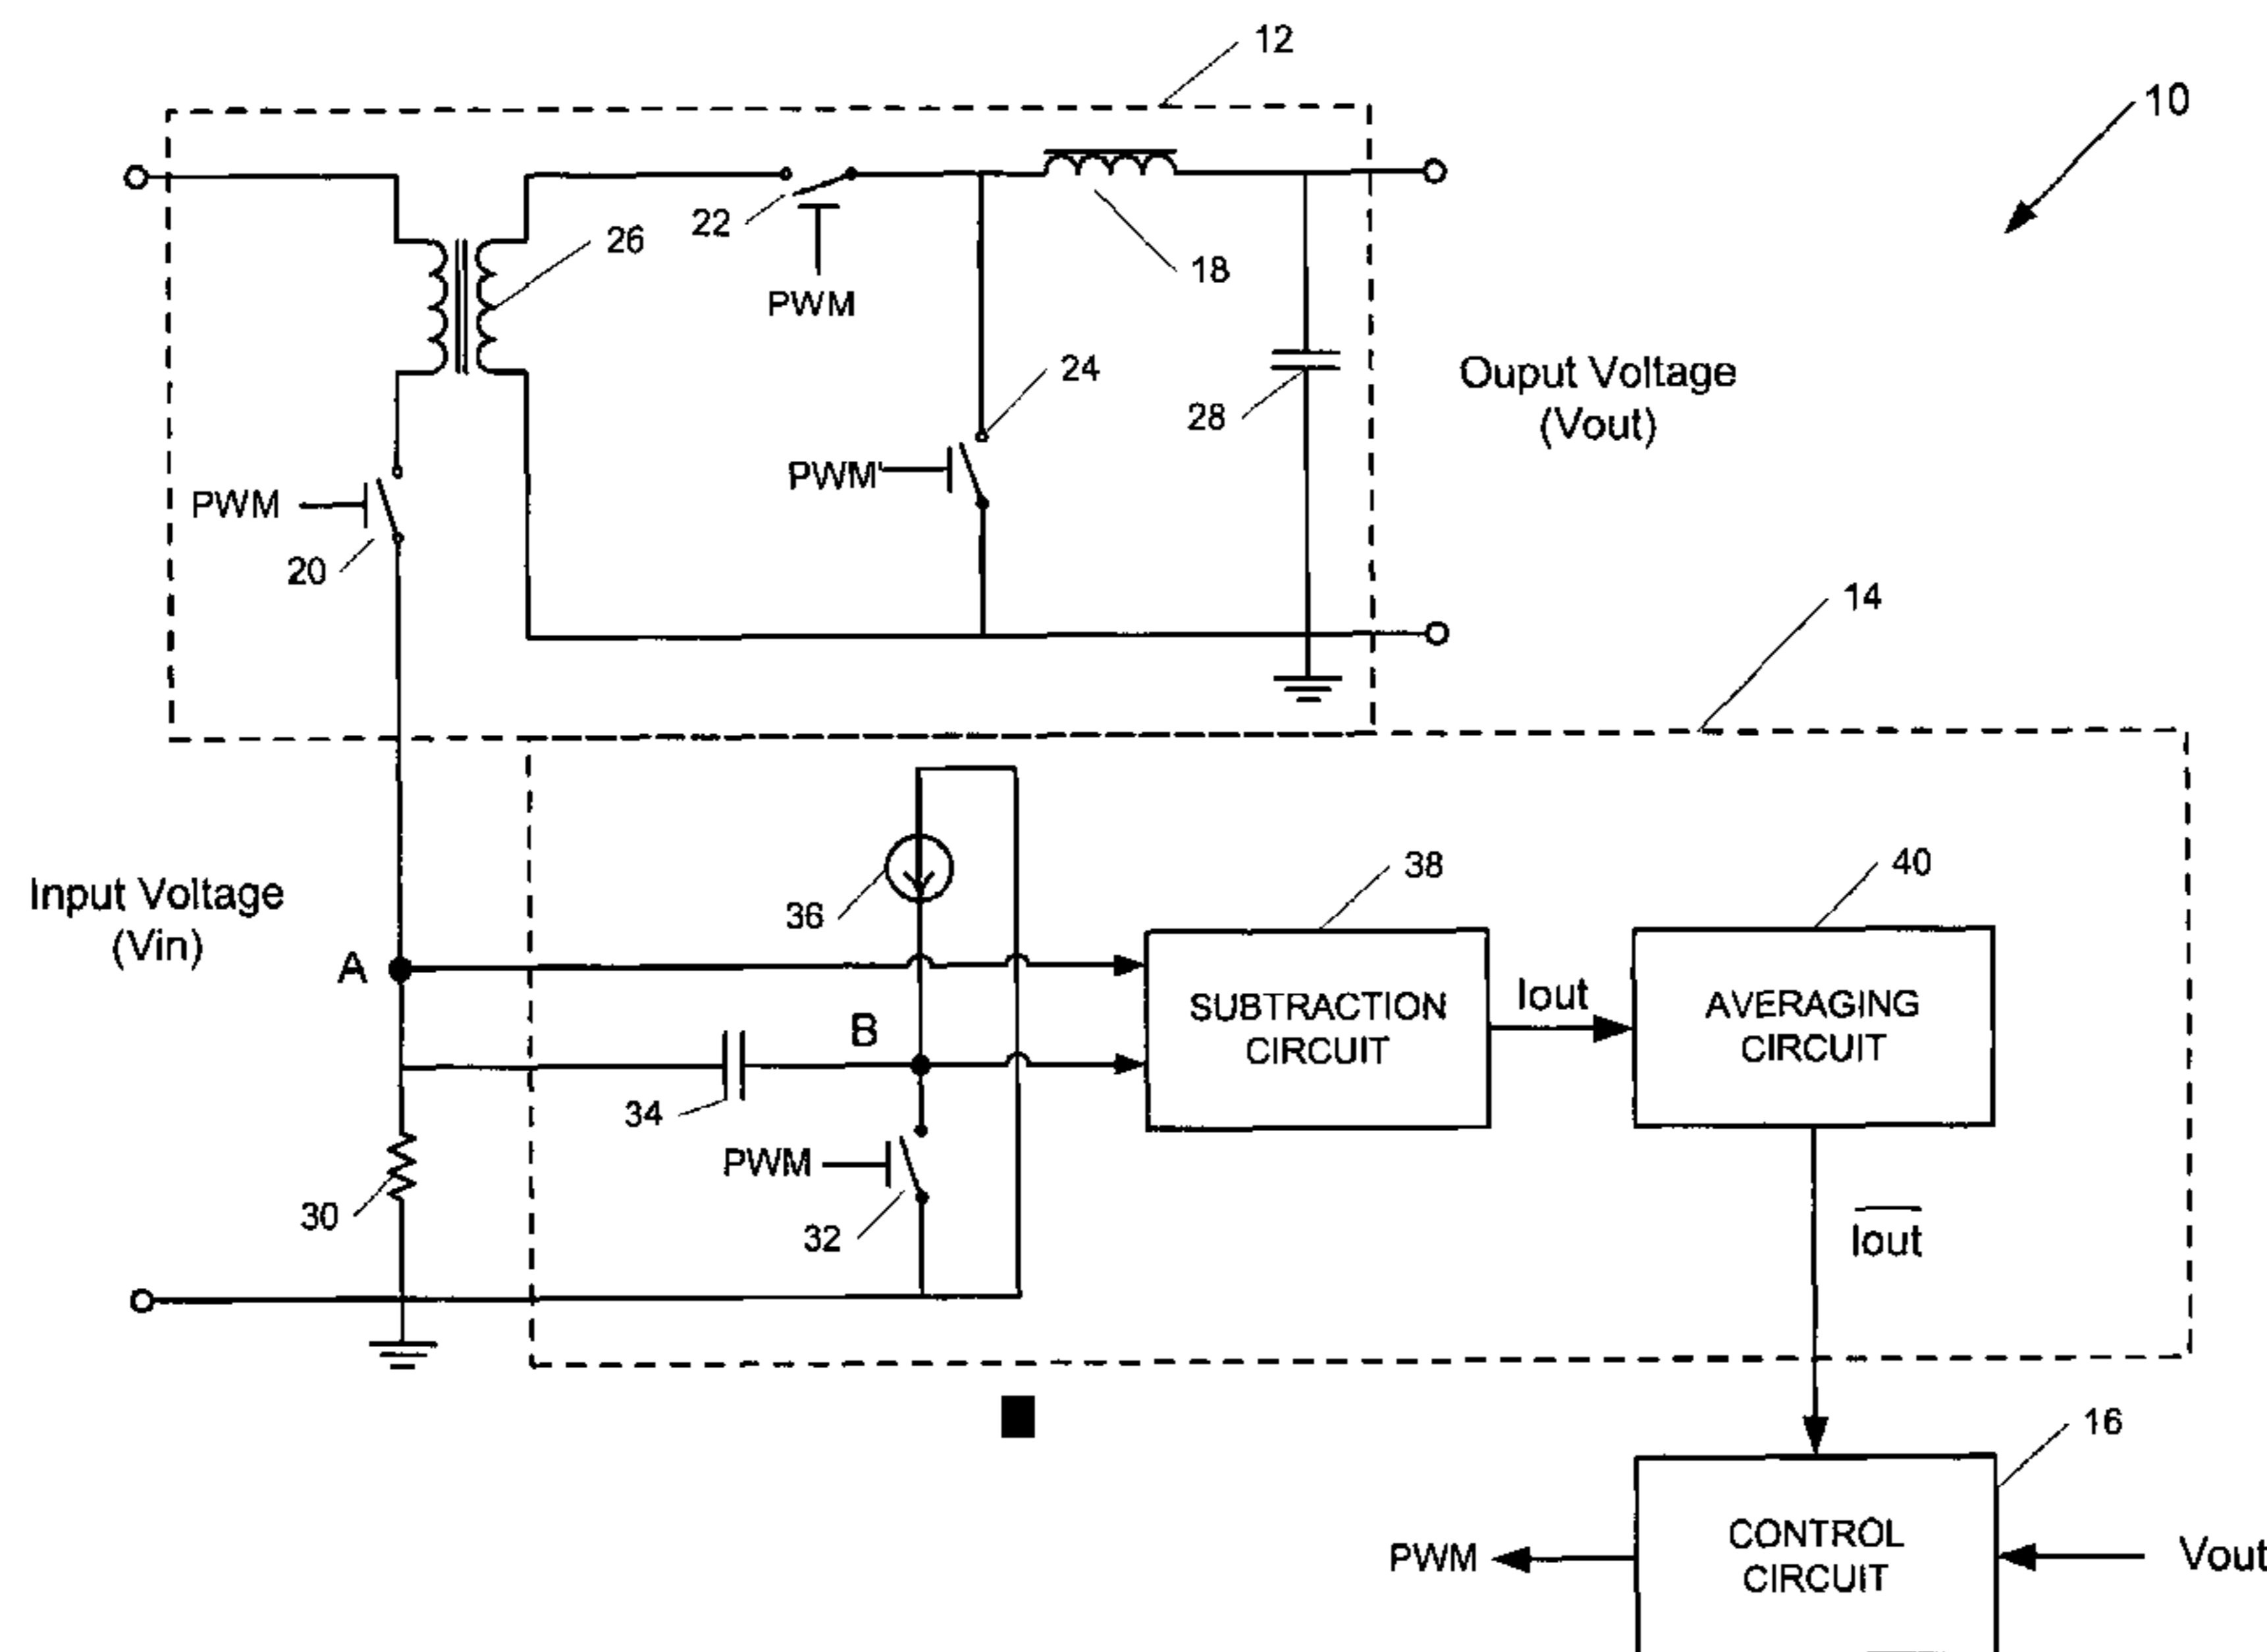 12
10
22
26
PWM
18
24
28
Ouput Voltage
(Vout)
PWM'
PWM
20
14
Input Voltage
(Vin)
36
38
40
A
B
SUBTRACTION
CIRCUIT
Iout
AVERAGING
CIRCUIT
34
PWM
30
32
Iout
16
PWM
CONTROL
CIRCUIT
Vout